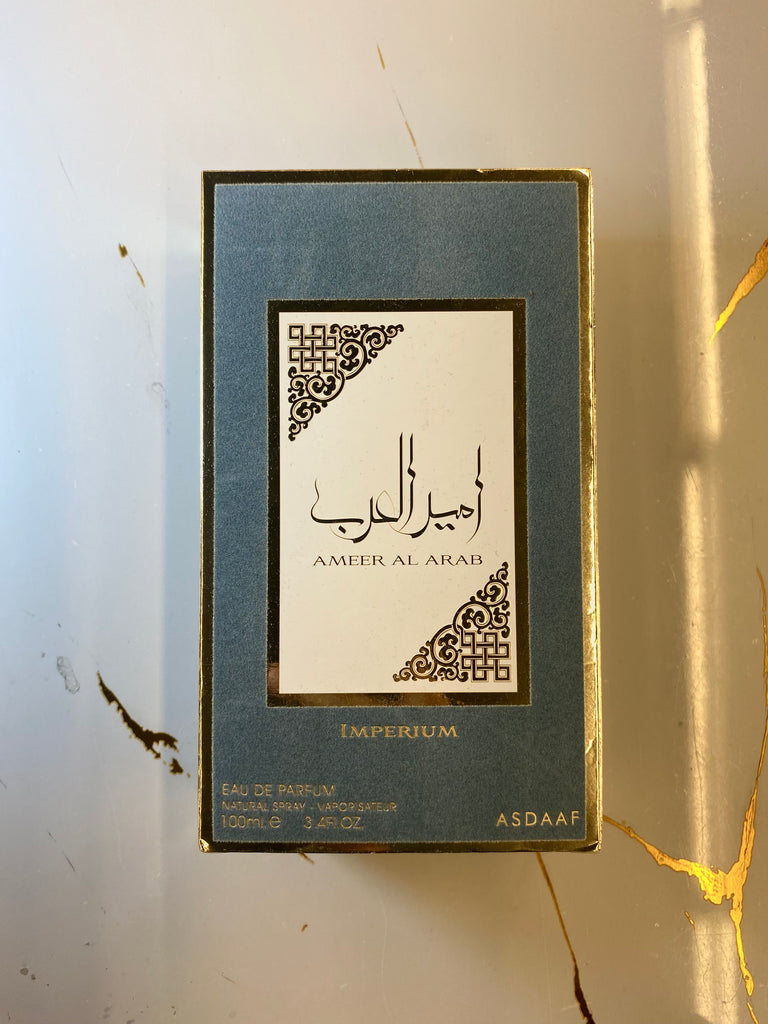 أمير العرب
AMEER AL ARAB
IMPERIUM
EAU DE PARFUM
NATURAL SPRAY - VAPORISATEUR
100ml e 3.4FL OZ.
ASDAAF